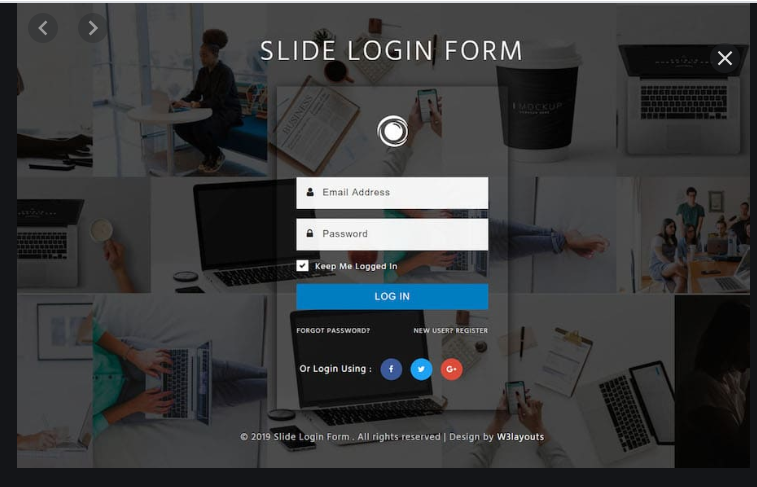 SLIDE LOGIN FORM
BUSINESS
MOCKUP
Email Address
Password
Keep Me Logged In
LOG IN
FORGOT PASSWORD? NEW USER? REGISTER
Or Login Using : f G+
© 2019 Slide Login Form . All rights reserved | Design by W3layouts